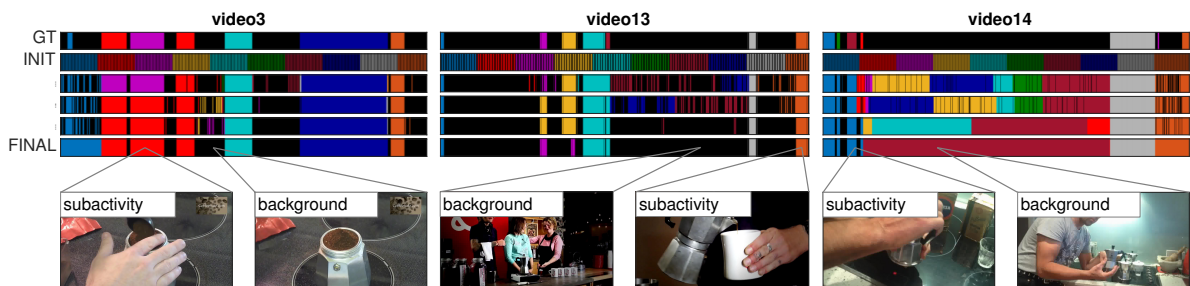 video3 video13 video14
GT
INIT
FINAL
subactivity background background subactivity subactivity background
&